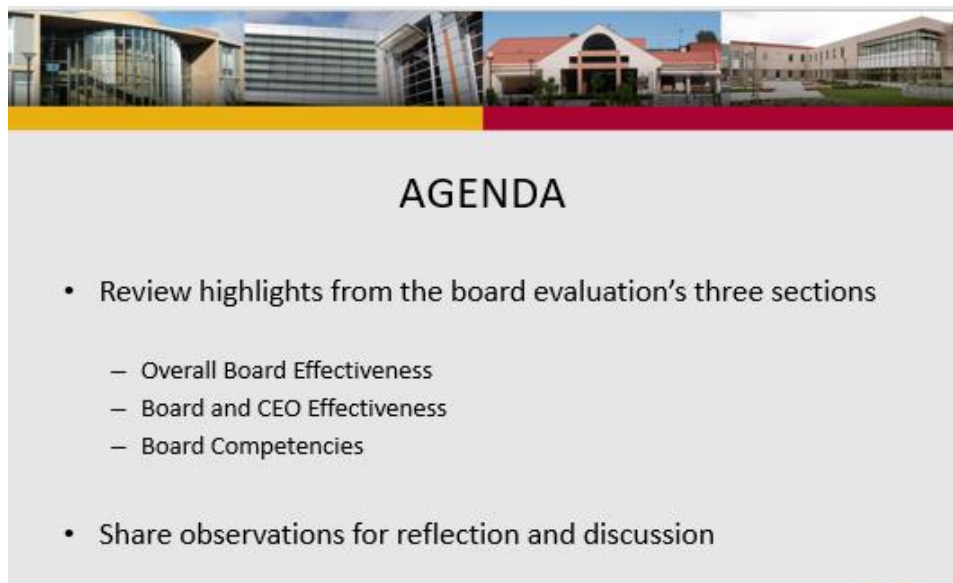 AGENDA
• Review highlights from the board evaluation’s three sections
– Overall Board Effectiveness
– Board and CEO Effectiveness
– Board Competencies
• Share observations for reflection and discussion